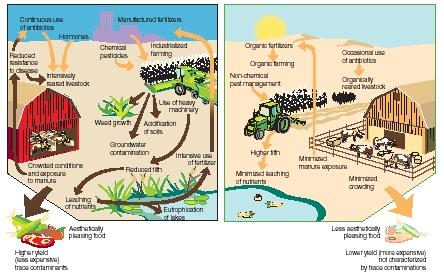 Continuous use
of antibiotics
Hormones
Manufactured fertilizers
Reduced
resistance
to disease
Intensively
reared livestock
Chemical
pesticides
Industrialized
farming
Use of heavy
machinery
Weed growth
Acidification
of soils
Groundwater
contamination
Crowded conditions
and exposure
to manure
Reduced filth
Intensive use
of fertilizer
Leaching
of nutrients
Eutrophication
of lakes
Aesthetically
pleasing food
Higher yield
(less expensive)
trace contaminants
Organic fertilizers
Organic farming
Non-chemical
pest management
Occasional use
of antibiotics
Organically
reared livestock
Higher filth
Minimized leaching
of nutrients
Minimized
manure exposure
Minimized
crowding
Less aesthetically
pleasing food
Lower yield (more expensive)
not characterized
by trace contaminations